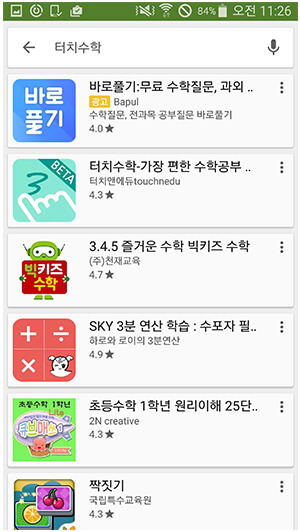 84% 오전 11:26
터치수학
바로풀기
바로풀기:무료 수학질문, 과외 ..
광고 Bapul
수학질문, 전과목 공부질문 바로풀기
4.0★
BETA
3
터치수학-가장 편한 수학공부 ..
터치앤에듀touchnedu
4.2★
빅키즈
수학
3.4.5 즐거운 수학 빅키즈 수학
(주)천재교육
4.7★
SKY 3분 연산 학습 : 수포자 필..
하로와 로이의 3분연산
4.9★
초등수학 1학년
Lite
큐브매쓰
초등수학 1학년 원리이해 25단..
2N creative
4.3★
짝짓기
국립특수교육원
4.3★